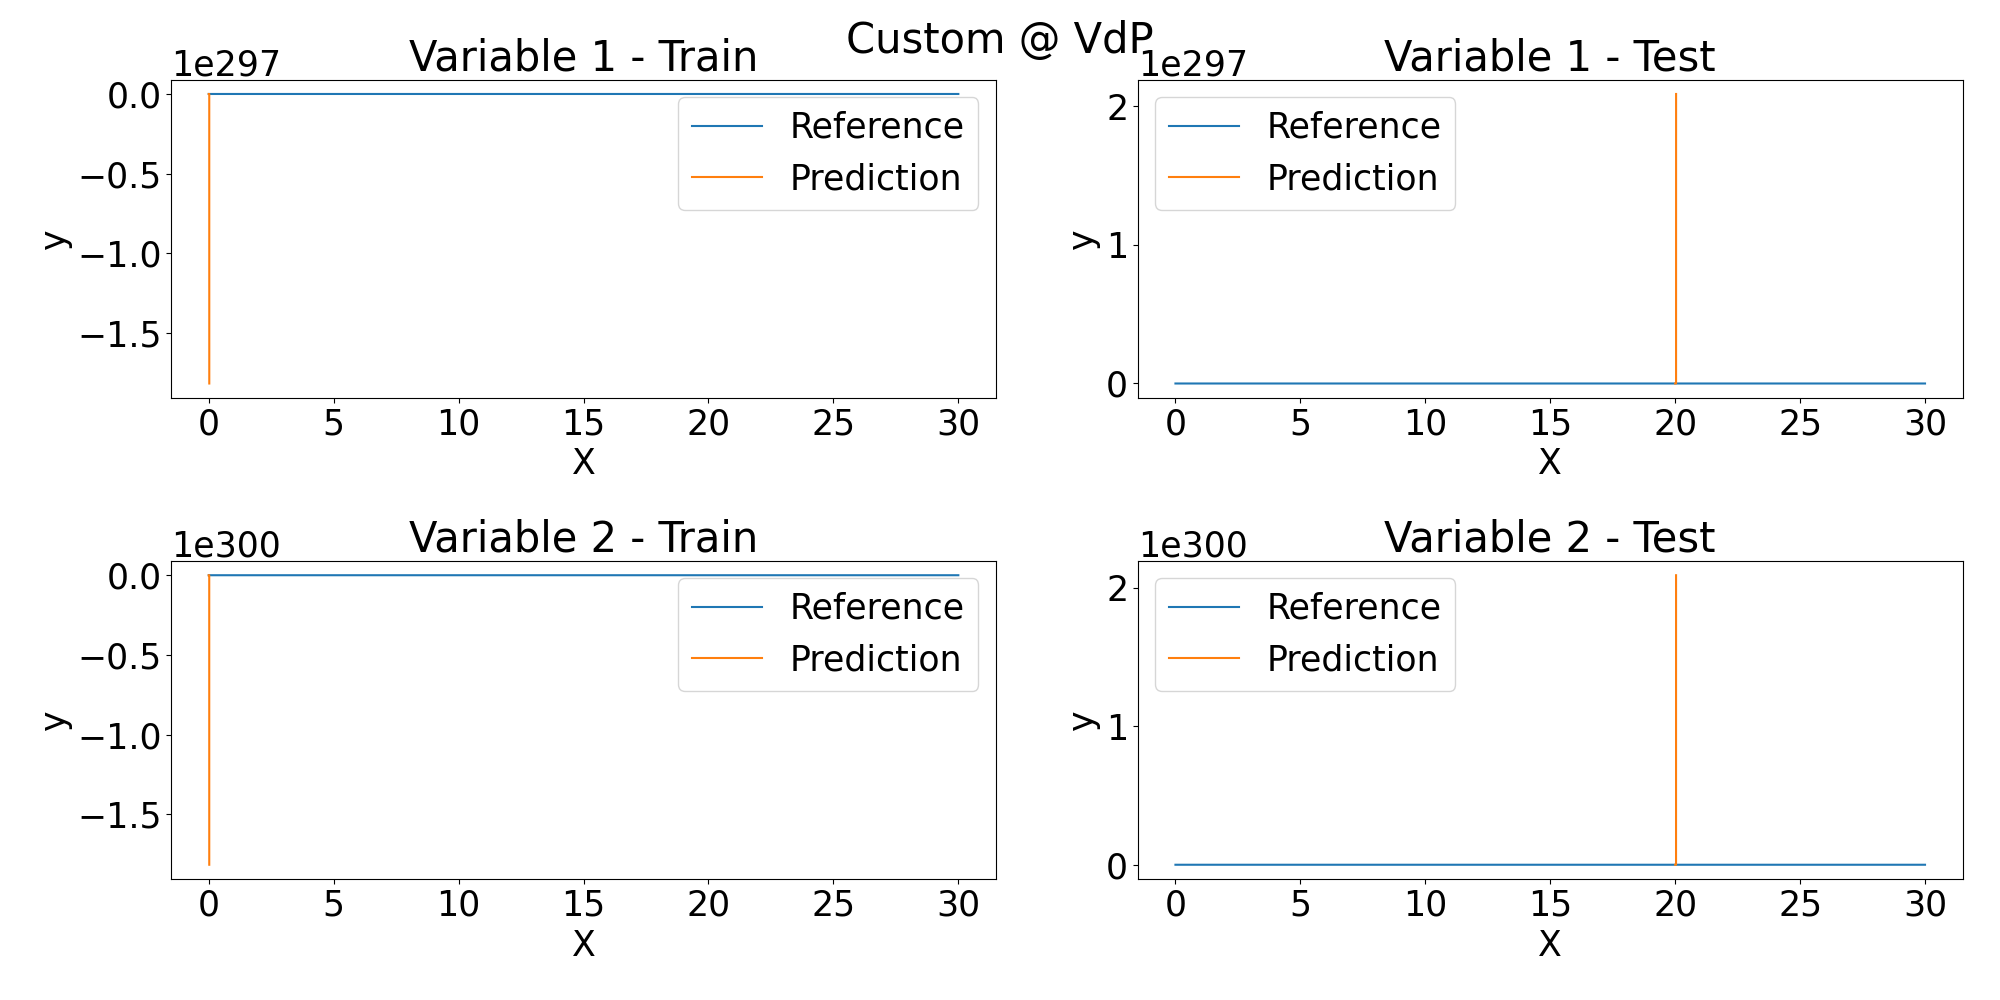 Custom @ VdP
1e297
Variable 1 - Train
0.0
−0.5
−1.0
−1.5
y
Reference
Prediction
0 5 10 15 20 25 30
X
1e297
Variable 1 - Test
2
1
0
y
Reference
Prediction
0 5 10 15 20 25 30
X
1e300
Variable 2 - Train
0.0
−0.5
−1.0
−1.5
y
Reference
Prediction
0 5 10 15 20 25 30
X
1e300
Variable 2 - Test
2
1
0
y
Reference
Prediction
0 5 10 15 20 25 30
X